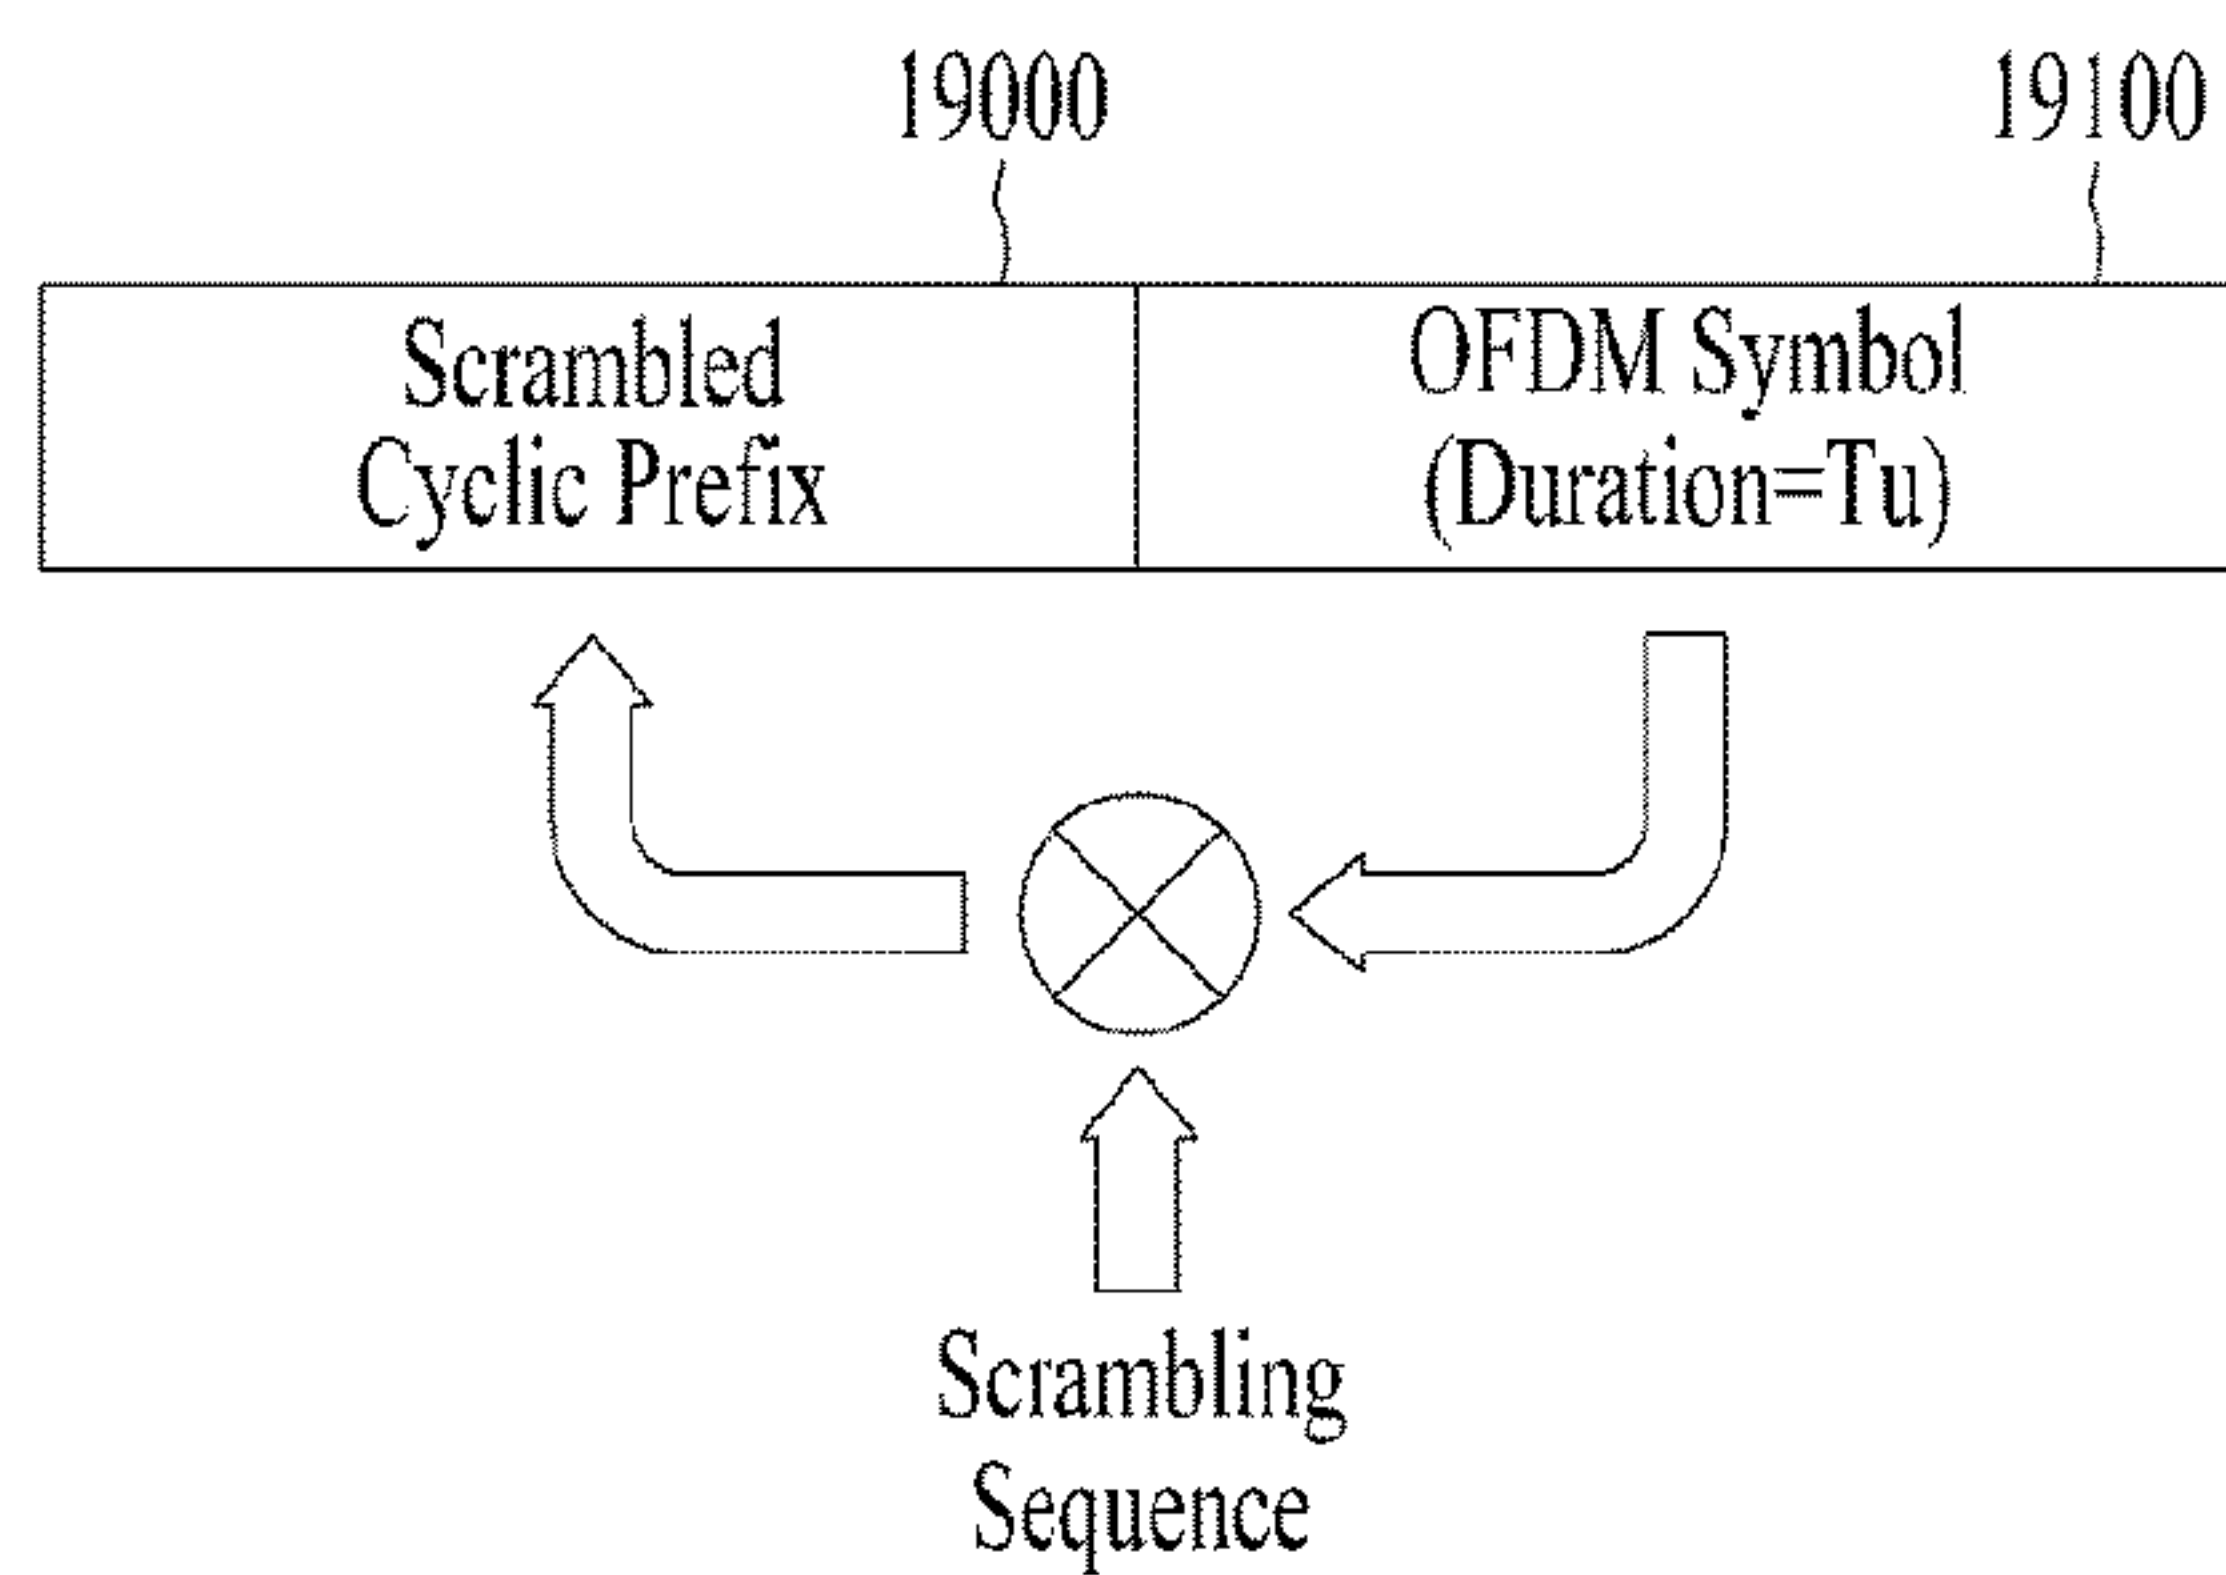 19000
19100
Scrambled
Cyclic Prefix
OFDM Symbol
(Duration=Tu)
Scrambling
Sequence